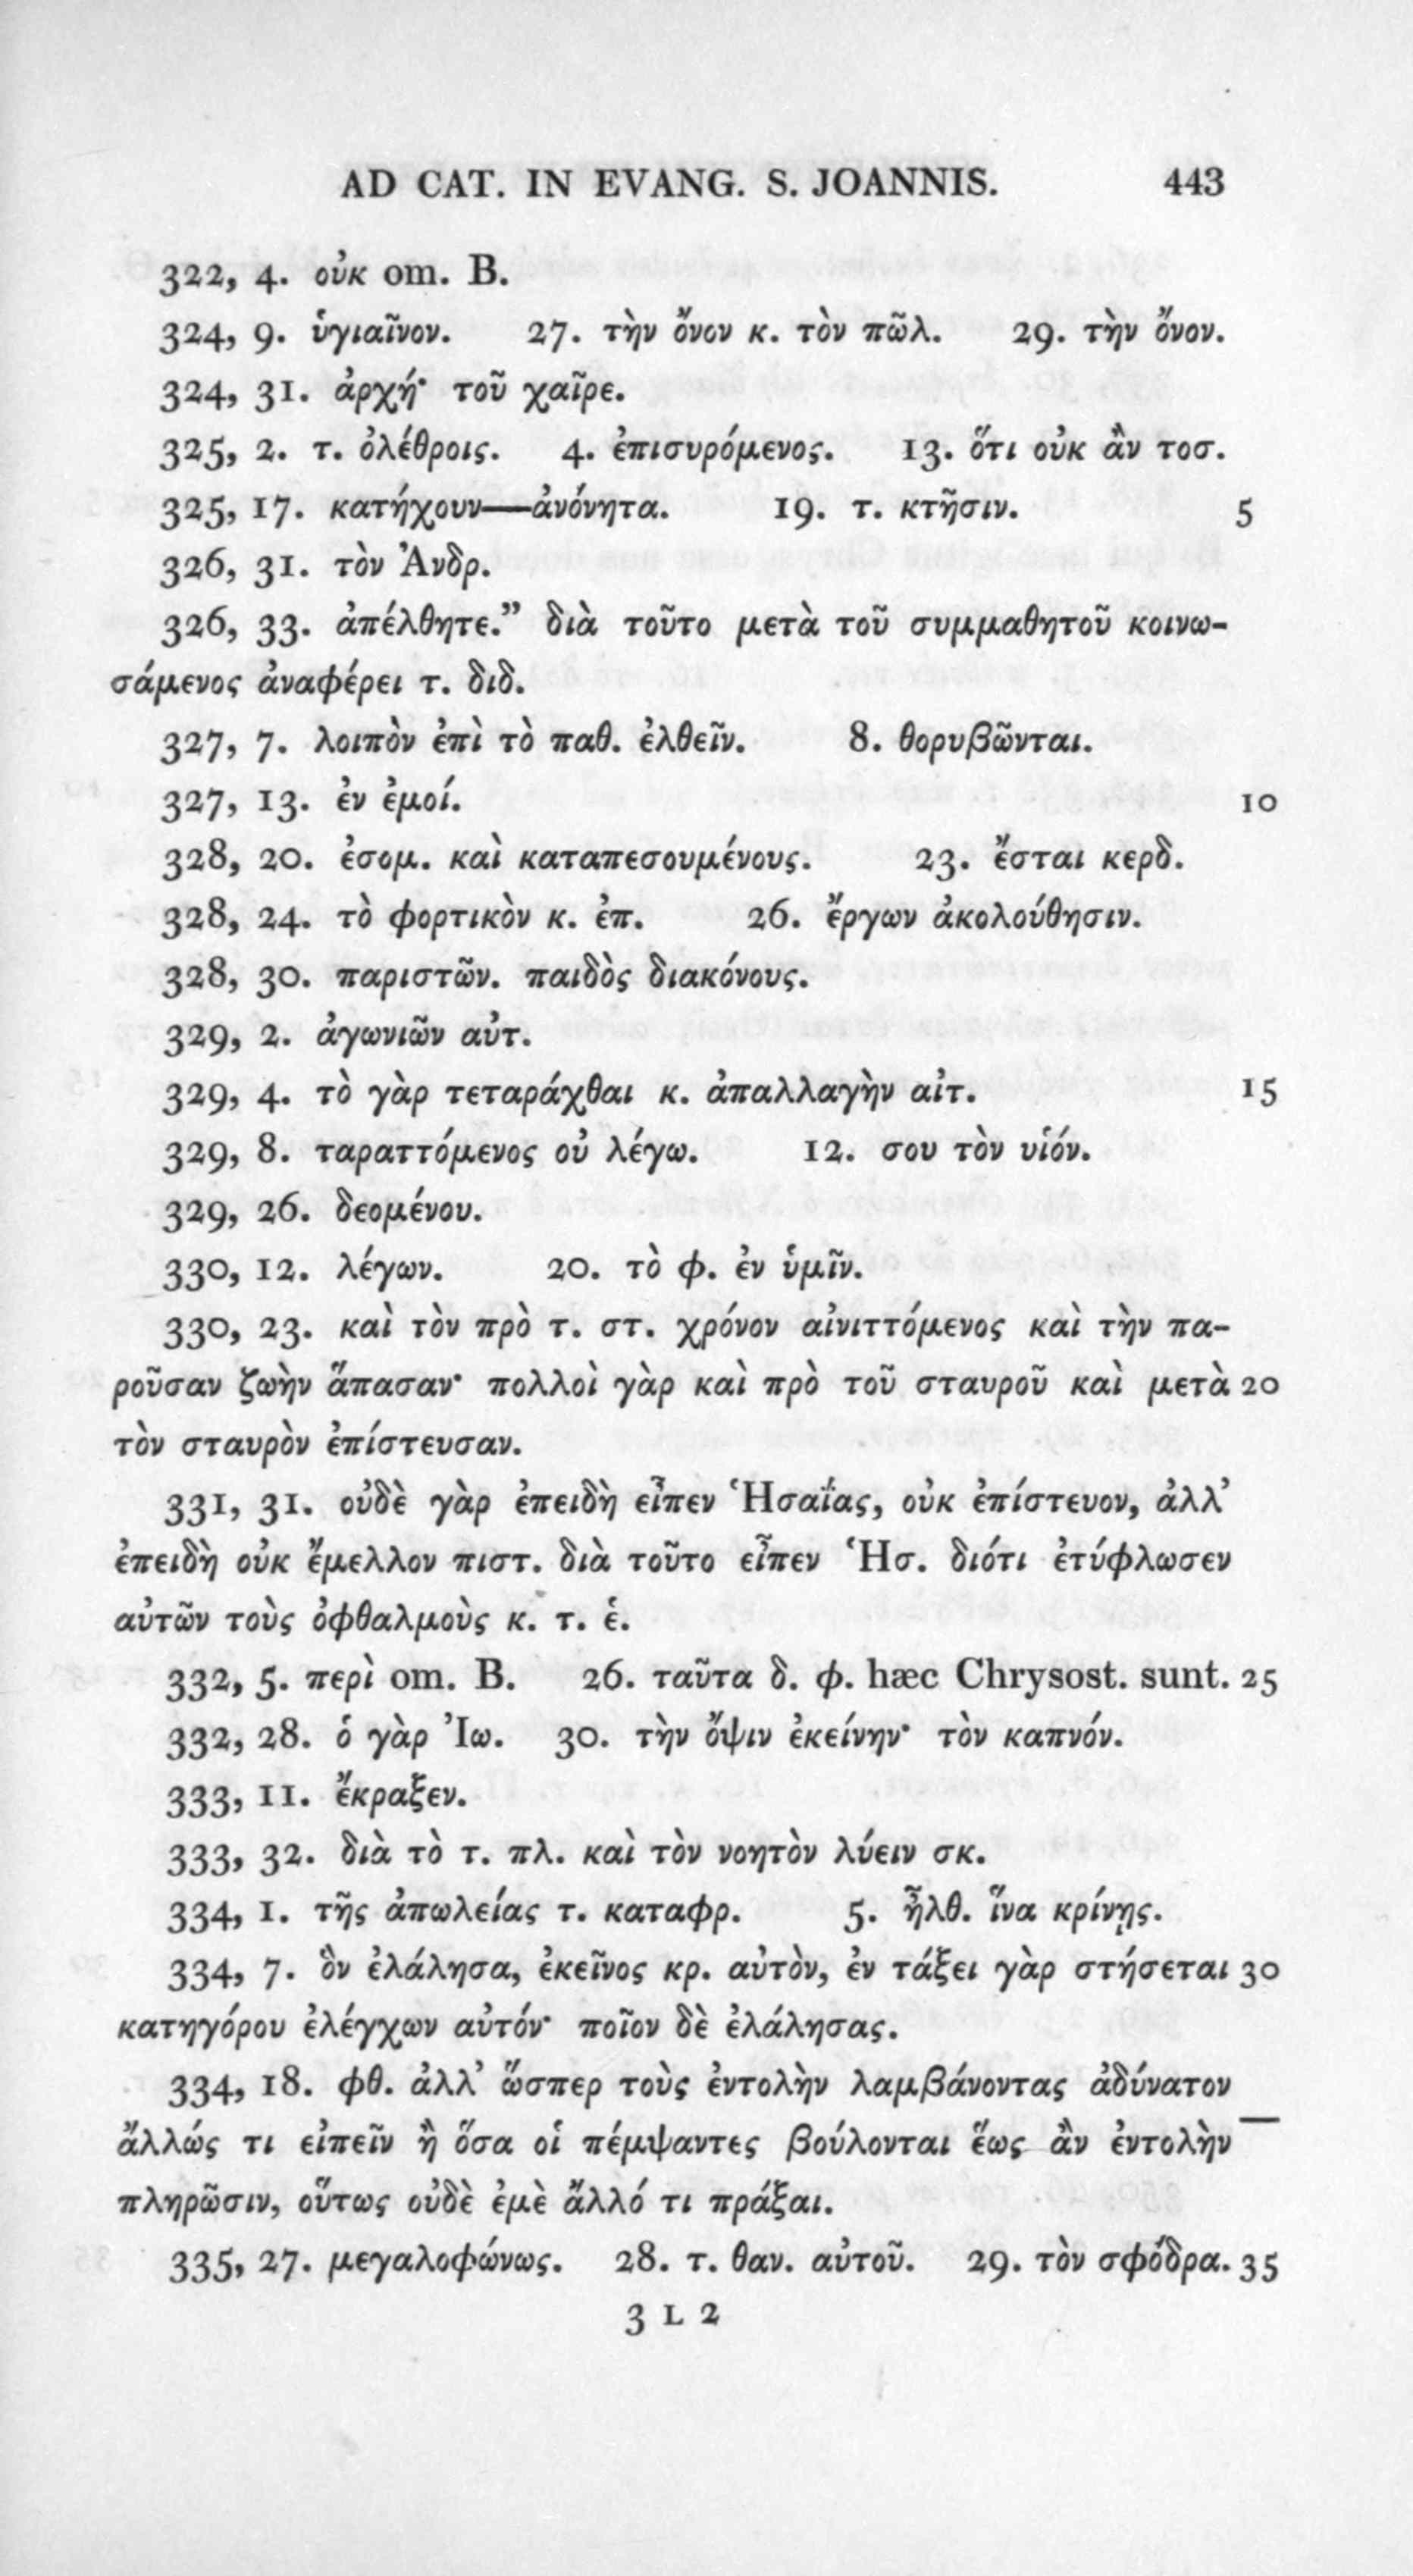 AD CAT. IN EVANG. S. JOANNIS. 443
322, 4. οὐκ om. B.
324, 9. ὑγιαῖνον. 27. τὴν ὄνον κ. τὸν πῶλ. 29. τὴν ὄνον.
324, 31. ἀρχή· τοῦ χαῖρε.
325, 2. τ. ὀλέθροις. 4. ἐπισυρόμενος. 13. ὅτι οὐκ ἂν τοσ.
325, 17. κατήχουν—ἀνόνητα. 19. τ. κτῆσιν. 5
326, 31. τὸν Ἀνδρ.
326, 33. ἀπέλθητε.” διὰ τοῦτο μετὰ τοῦ συμμαθητοῦ κοινω-
σάμενος ἀναφέρει τ. διδ.
327, 7. λοιπὸν ἐπὶ τὸ παθ. ἐλθεῖν. 8. θορυβῶνται.
327, 13. ἐν ἐμοί. 10
328, 20. ἐσομ. καὶ καταπεσουμένους. 23. ἔσται κερδ.
328, 24. τὸ φορτικὸν κ. ἐπ. 26. ἔργων ἀκολούθησιν.
328, 30. παριστῶν. παιδὸς διακόνους.
329, 2. ἀγωνιῶν αὐτ.
329, 4. τὸ γὰρ τεταράχθαι κ. ἀπαλλαγὴν αἰτ. 15
329, 8. ταραττόμενος οὐ λέγω. 12. σου τὸν υἱόν.
329, 26. δεομένου.
330, 12. λέγων. 20. τὸ φ. ἐν ὑμῖν.
330, 23. καὶ τὸν πρὸ τ. στ. χρόνον αἰνιττόμενος καὶ τὴν πα-
ροῦσαν ζωὴν ἅπασαν· πολλοὶ γὰρ καὶ πρὸ τοῦ σταυροῦ καὶ μετὰ 20
τὸν σταυρὸν ἐπίστευσαν.
331, 31. οὐδὲ γὰρ ἐπειδὴ εἶπεν Ἡσαΐας, οὐκ ἐπίστευον, ἀλλ’
ἐπειδὴ οὐκ ἔμελλον πιστ. διὰ τοῦτο εἶπεν Ἡσ. διότι ἐτύφλωσεν
αὐτῶν τοὺς ὀφθαλμοὺς κ. τ. ἑ.
332, 5. περὶ om. B. 26. ταῦτα δ. φ. hæc Chrysost. sunt. 25
332, 28. ὁ γὰρ Ἰω. 30. τὴν ὄψιν ἐκείνην· τὸν καπνόν.
333, 11. ἔκραξεν.
333, 32. διὰ τὸ τ. πλ. καὶ τὸν νοητὸν λύειν σκ.
334, 1. τῆς ἀπωλείας τ. καταφρ. 5. ἦλθ. ἵνα κρίνῃς.
334, 7. ὃν ἐλάλησα, ἐκεῖνος κρ. αὐτὸν, ἐν τάξει γὰρ στήσεται 30
κατηγόρου ἐλέγχων αὐτόν· ποῖον δὲ ἐλάλησας.
334, 18. φθ. ἀλλ’ ὥσπερ τοὺς ἐντολὴν λαμβάνοντας ἀδύνατον
ἄλλώς τι εἰπεῖν ἢ ὅσα οἱ πέμψαντες βούλονται ἕως ἂν ἐντολὴν
πληρῶσιν, οὕτως οὐδὲ ἐμὲ ἄλλό τι πράξαι.
335, 27. μεγαλοφώνως. 28. τ. θαν. αὐτοῦ. 29. τὸν σφόδρα. 35
3 L 2